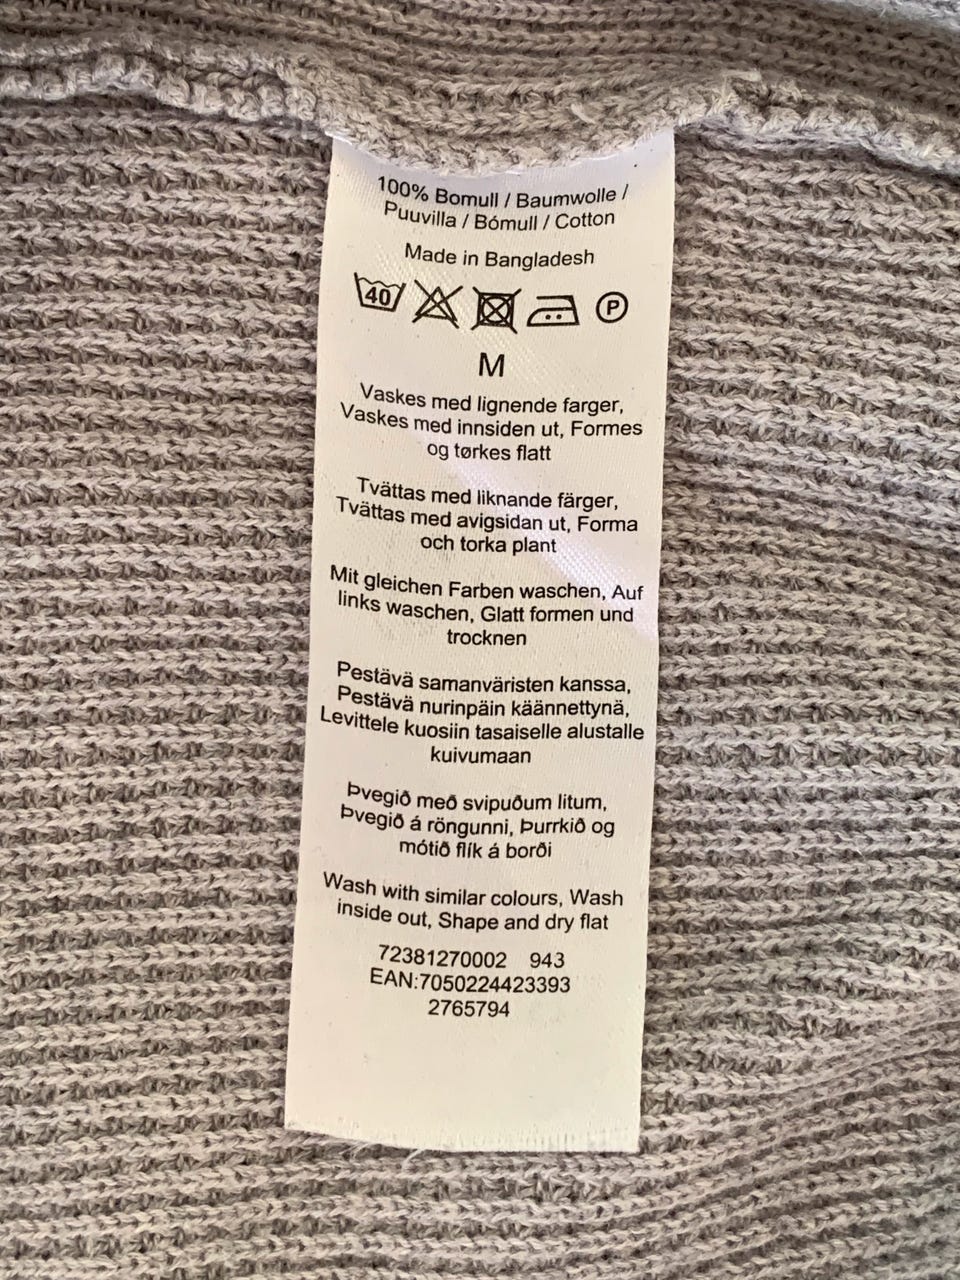 100% Bomull / Baumwolle /
Puuvilla / Bómull / Cotton
Made in Bangladesh
40 P
M
Vaskes med lignende farger,
Vaskes med innsiden ut, Formes
og tørkes flatt
Tvättas med liknande färger,
Tvättas med avigsidan ut, Forma
och torka plant
Mit gleichen Farben waschen, Auf
links waschen, Glatt formen und
trocknen
Pestävä samanväristen kanssa,
Pestävä nurinpäin käännettynä,
Levittele kuosiin tasaiselle alustalle
kuivumaan
Þvegið með svipuðum litum,
Þvegið á röngunni, Þurrkið og
mótið flík á borði
Wash with similar colours, Wash
inside out, Shape and dry flat
72381270002 943
EAN:7050224423393
2765794